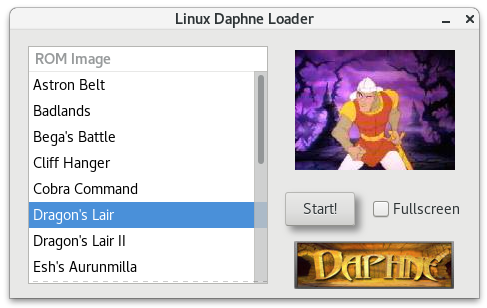 Linux Daphne Loader
ROM Image
Astron Belt
Badlands
Bega's Battle
Cliff Hanger
Cobra Command
Dragon's Lair
Dragon's Lair II
Esh's Aurunmilla
Start!
Fullscreen
DAPHNE